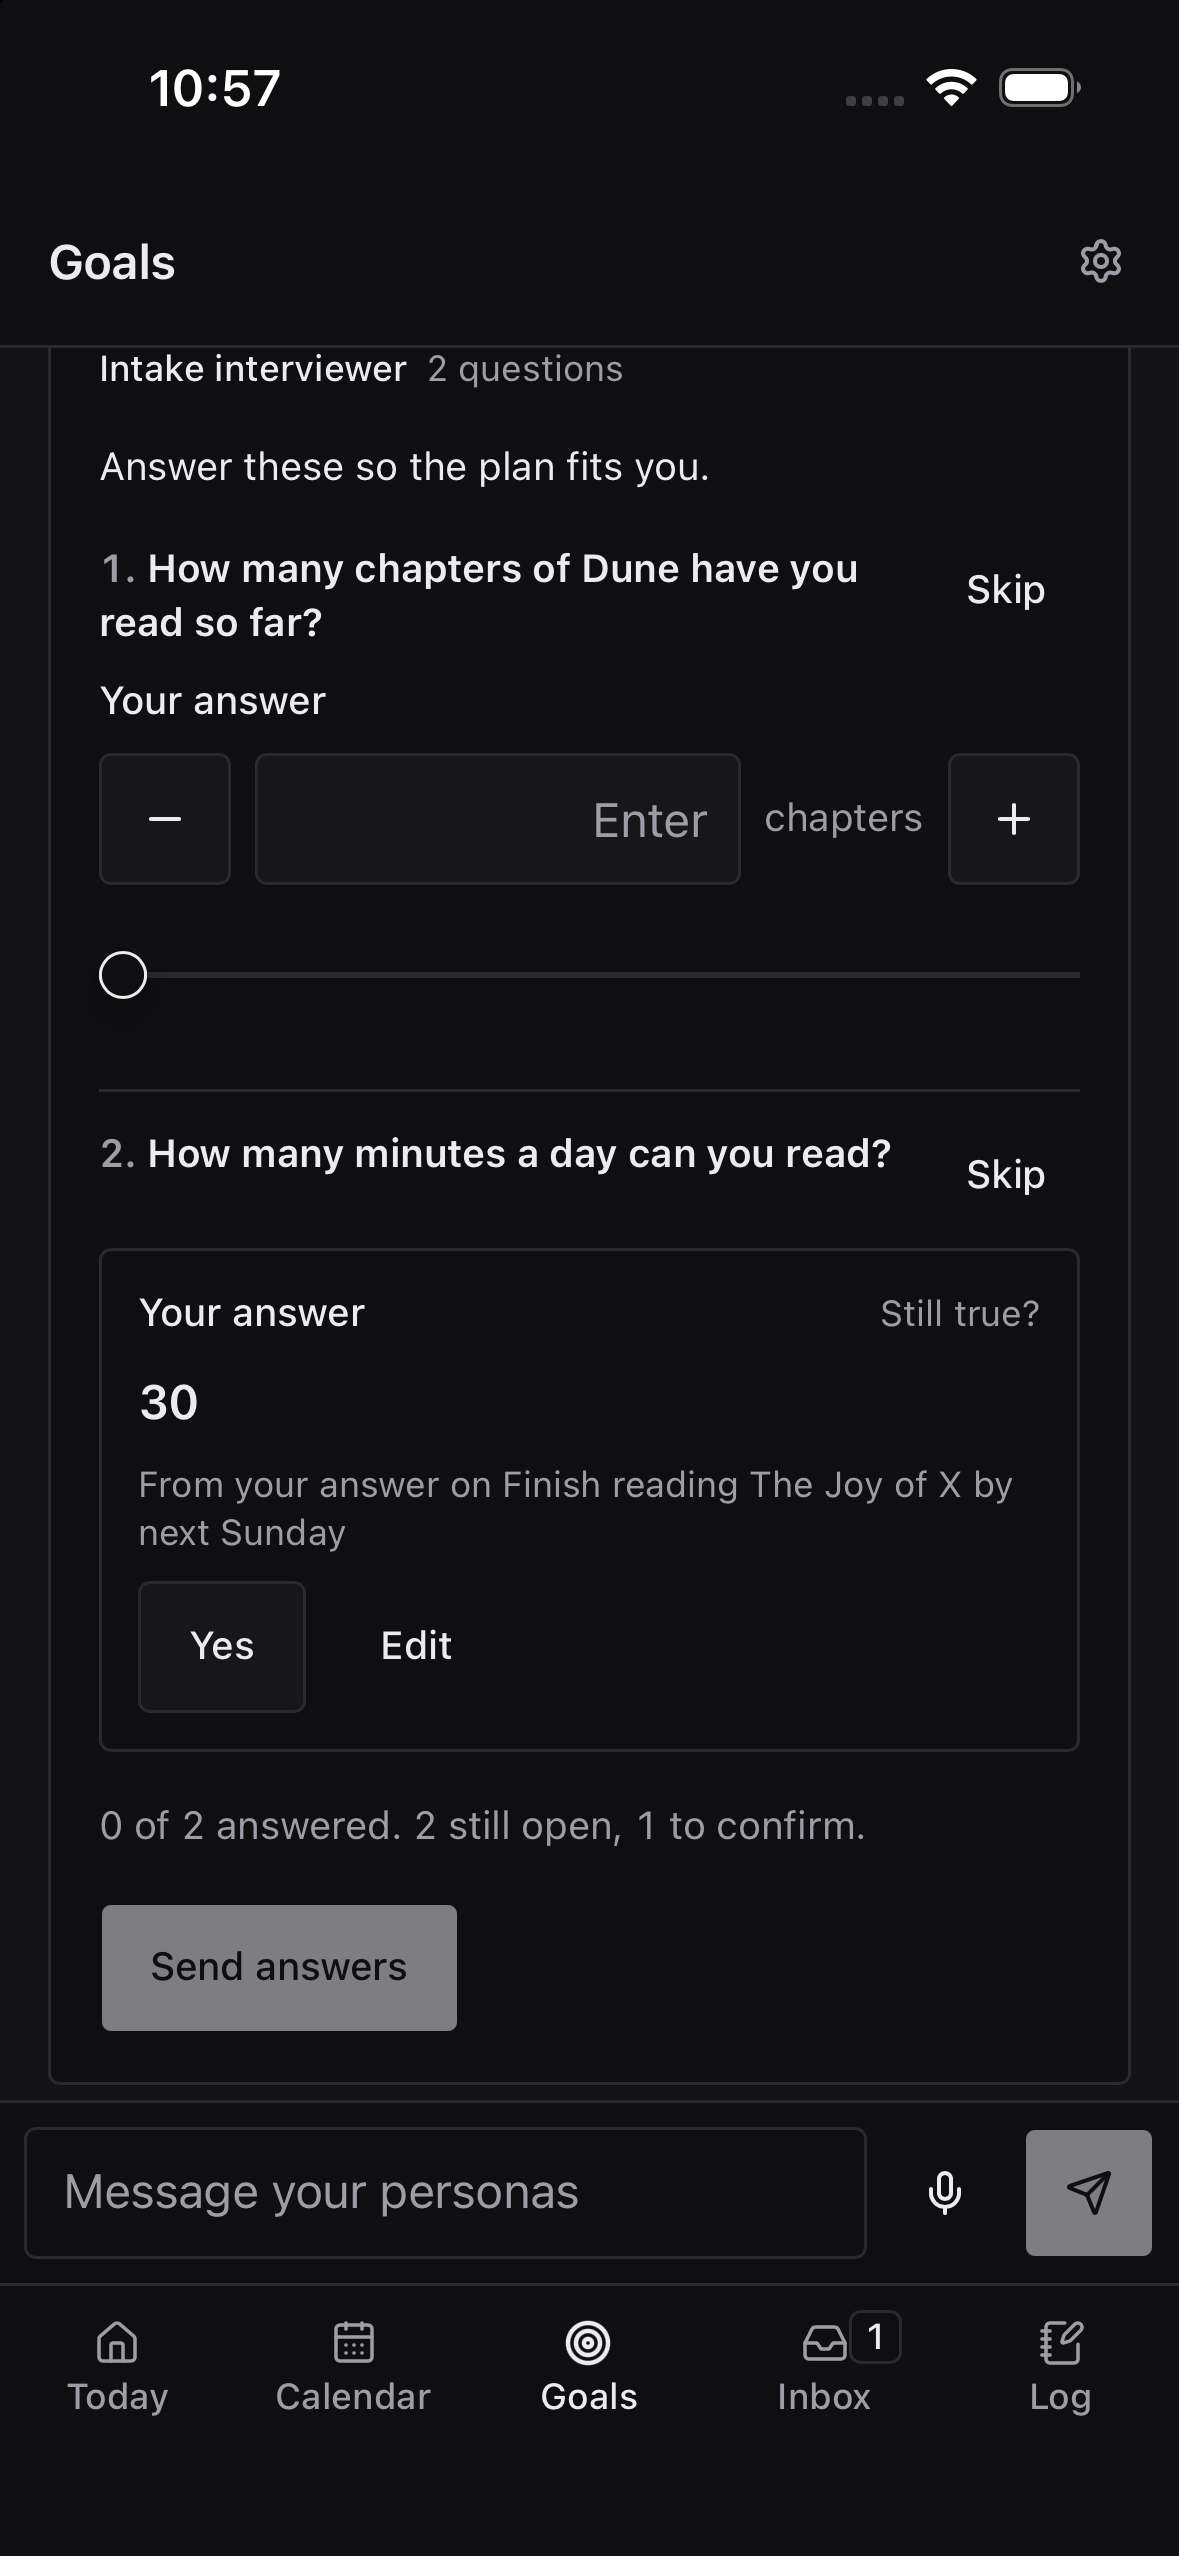 10:57
Goals
Intake interviewer 2 questions
Answer these so the plan fits you.
1. How many chapters of Dune have you
read so far?
Skip
Your answer
Enter
chapters
2. How many minutes a day can you read?
Skip
Your answer
Still true?
30
From your answer on Finish reading The Joy of X by
next Sunday
Yes
Edit
0 of 2 answered. 2 still open, 1 to confirm.
Send answers
Message your personas
1
Today
Calendar
Goals
Inbox
Log